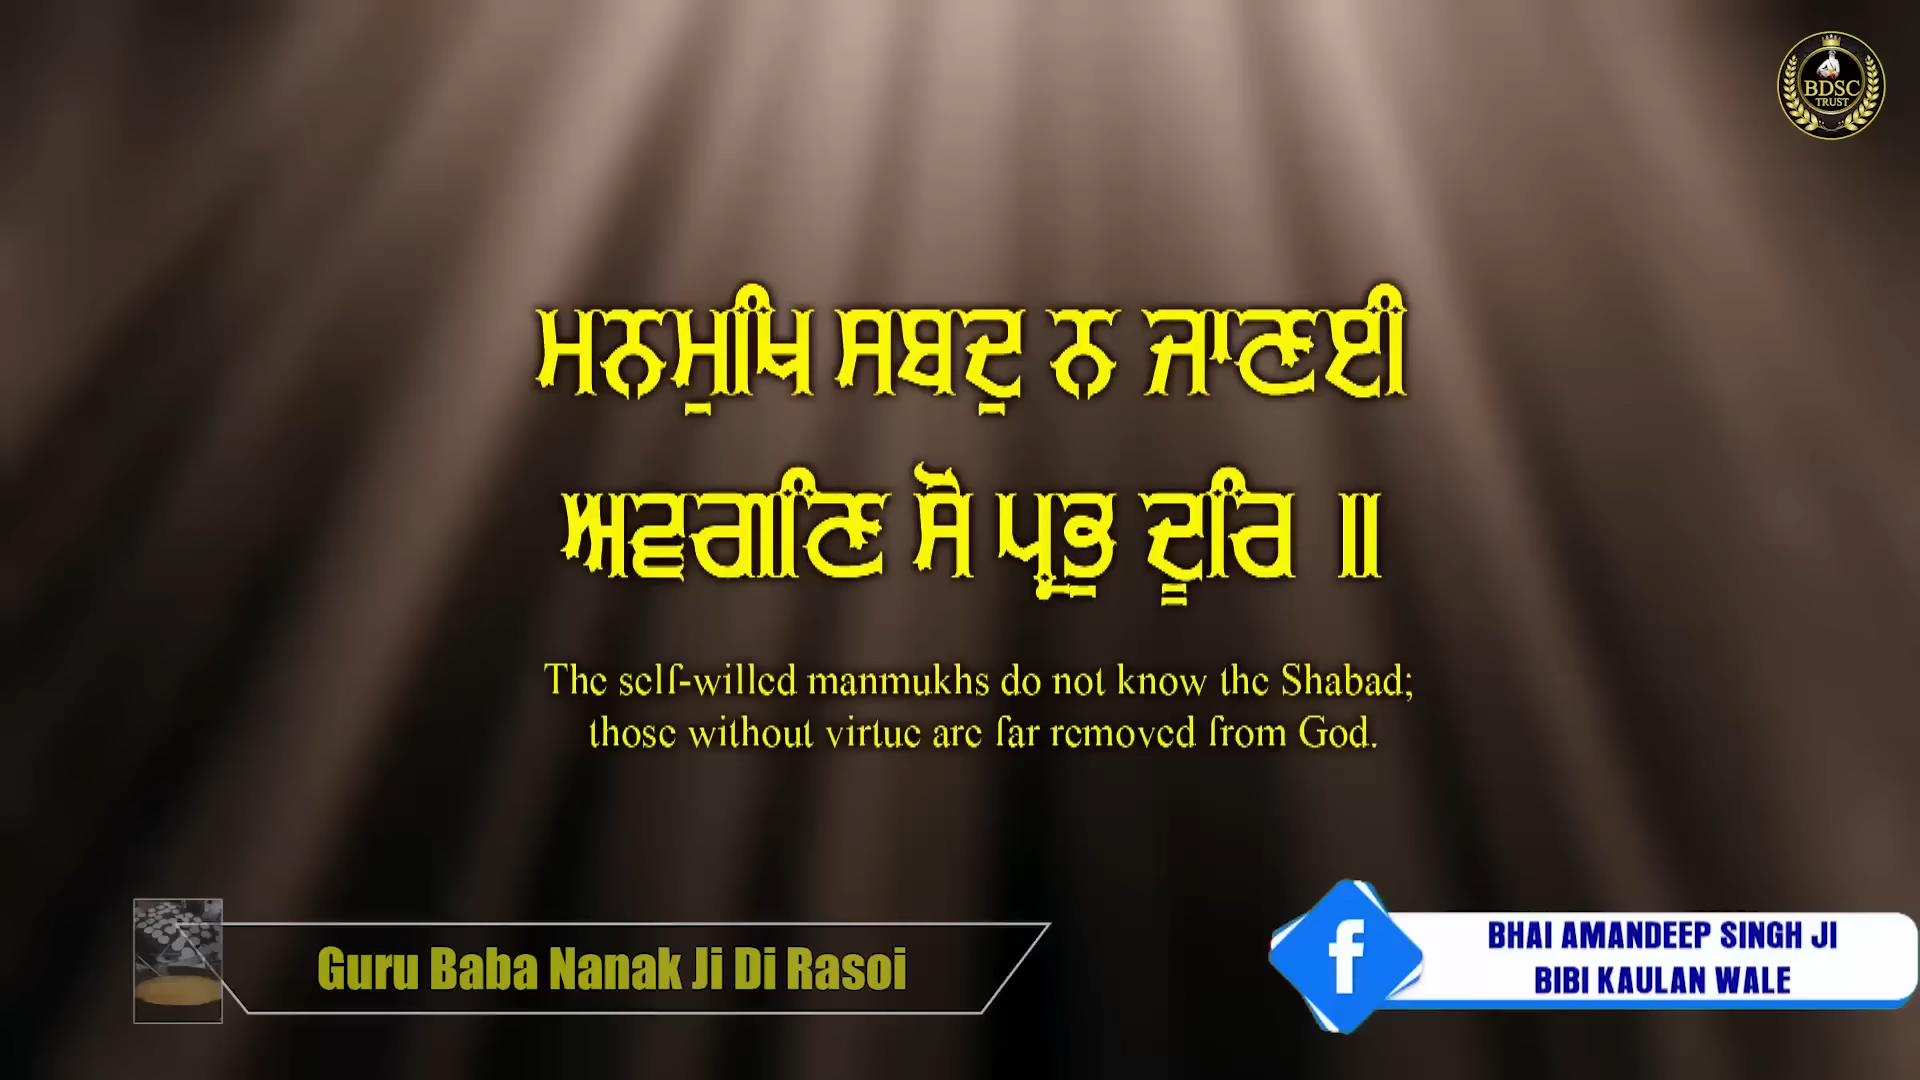 BDSC
TRUST
ਮਨਮੁਖਿ ਸਬਦੁ ਨ ਜਾਣਈ
ਅਵਗਣਿ ਸੋ ਪ੍ਰਭੁ ਦੂਰਿ ॥
The self-willed manmukhs do not know the Shabad;
those without virtue are far removed from God.
Guru Baba Nanak Ji Di Rasoi
f
BHAI AMANDEEP SINGH JI
BIBI KAULAN WALE